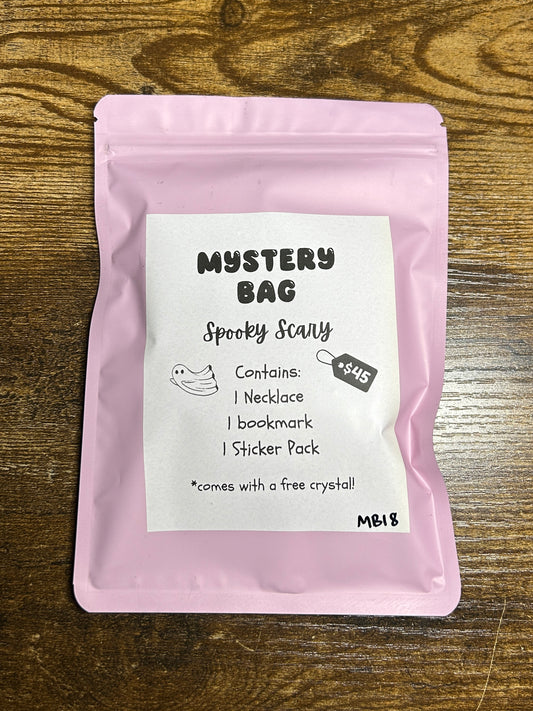 MYSTERY
BAG
Spooky Scary
Contains:
*$45
1 Necklace
1 bookmark
1 Sticker Pack
*comes with a free crystal!
MB18